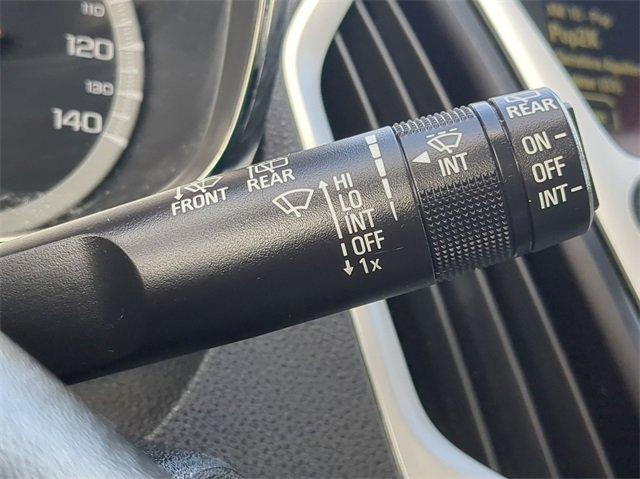 110
120
130
140
FRONT
REAR
HI
LO
INT
OFF
1x
INT
REAR
ON
OFF
INT